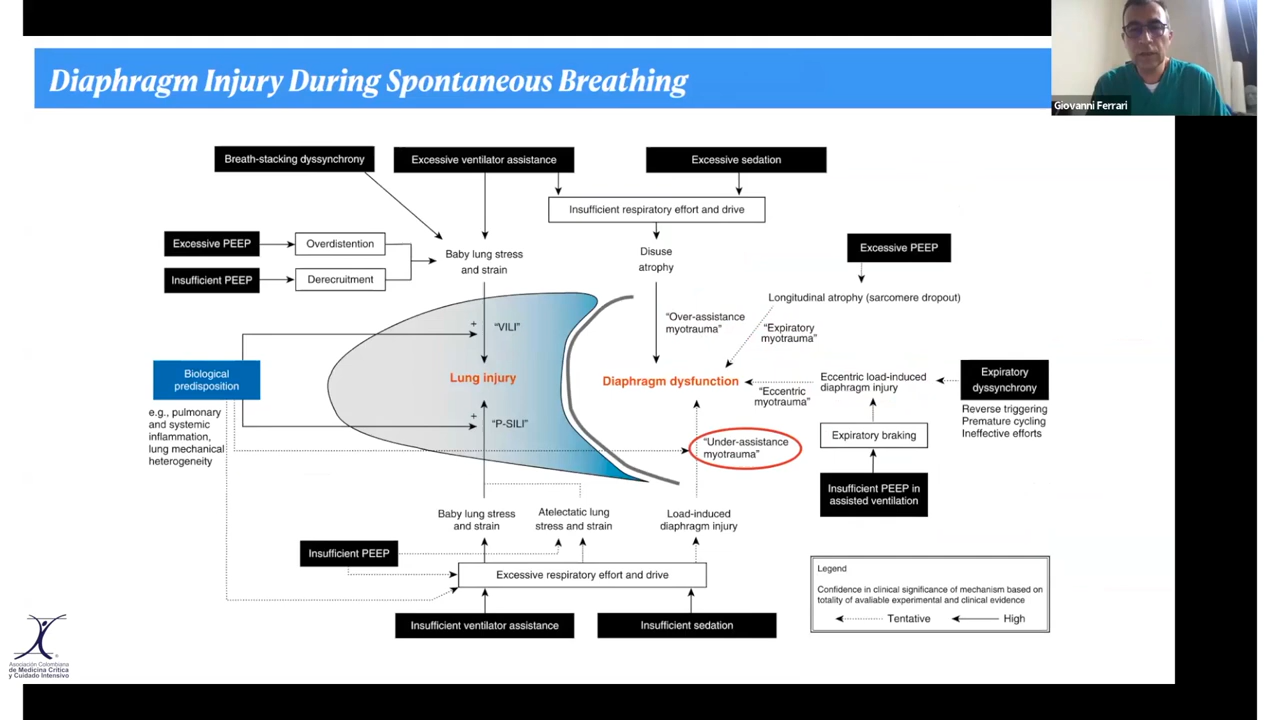 Diaphragm Injury During Spontaneous Breathing
Giovanni Ferrari
Breath-stacking dyssynchrony
Excessive ventilator assistance
Excessive sedation
Insufficient respiratory effort and drive
Excessive PEEP
Overdistention
Insufficient PEEP
Derecruitment
Baby lung stress
and strain
Disuse
atrophy
Excessive PEEP
Longitudinal atrophy (sarcomere dropout)
+
"VILI"
"Over-assistance
myotrauma"
"Expiratory
myotrauma"
Biological
predisposition
e.g., pulmonary
and systemic
inflammation,
lung mechanical
heterogeneity
Lung injury
Diaphragm dysfunction
"Eccentric
myotrauma"
Eccentric load-induced
diaphragm injury
Expiratory
dyssynchrony
Reverse triggering
Premature cycling
Ineffective efforts
+
"P-SILI"
"Under-assistance
myotrauma"
Expiratory braking
Insufficient PEEP in
assisted ventilation
Baby lung stress
and strain
Atelectatic lung
stress and strain
Load-induced
diaphragm injury
Insufficient PEEP
Excessive respiratory effort and drive
Insufficient ventilator assistance
Insufficient sedation
Legend
Confidence in clinical significance of mechanism based on
totality of available experimental and clinical evidence
Tentative
High
Asociación Colombiana
de Medicina Crítica
y Cuidado Intensivo